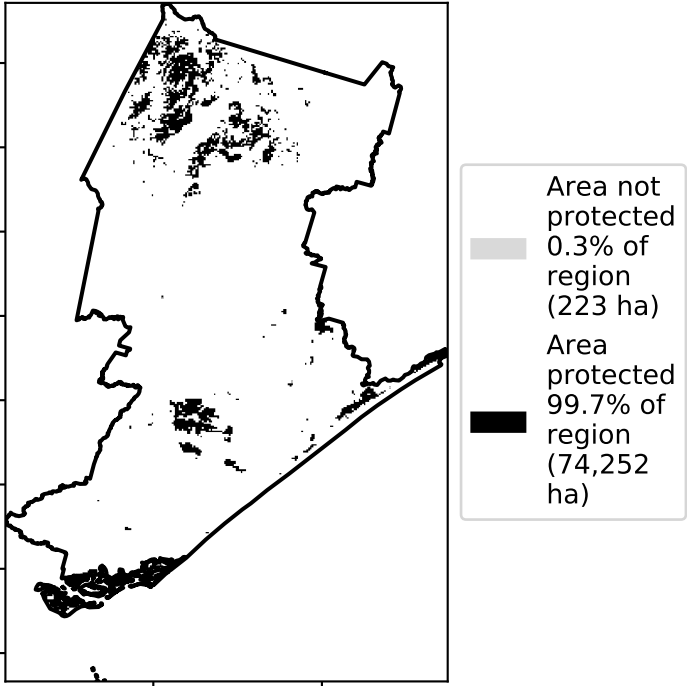 Area not
protected
0.3% of
region
(223 ha)
Area
protected
99.7% of
region
(74,252
ha)